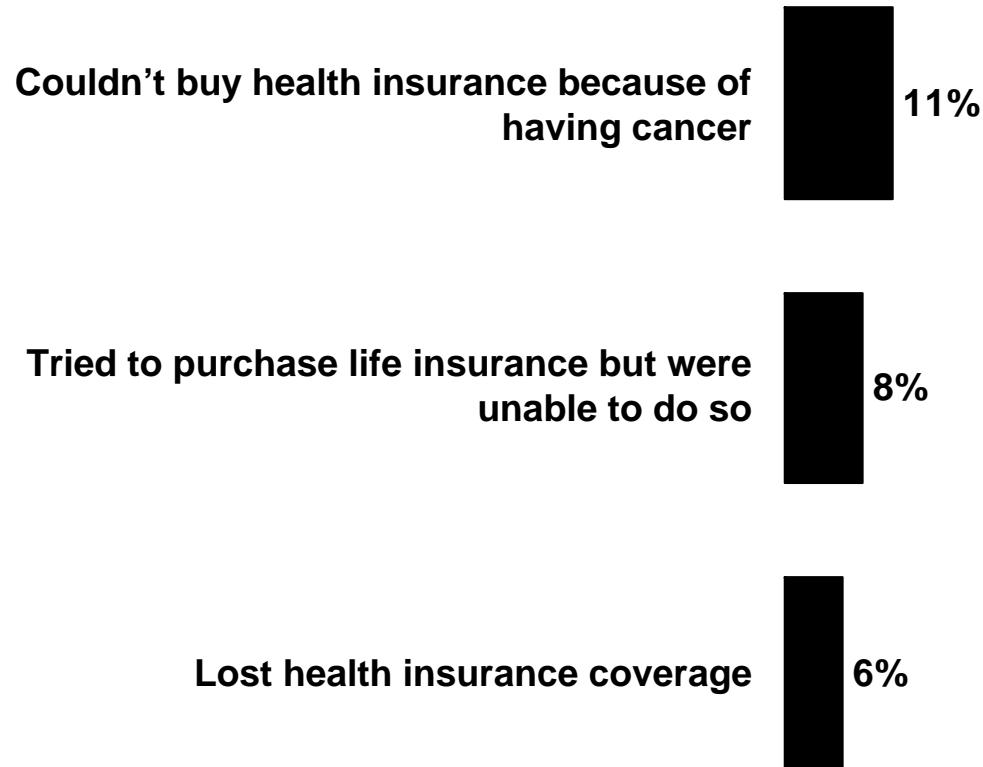 Couldn't buy health insurance because of
having cancer
11%
Tried to purchase life insurance but were
unable to do so
8%
Lost health insurance coverage
6%